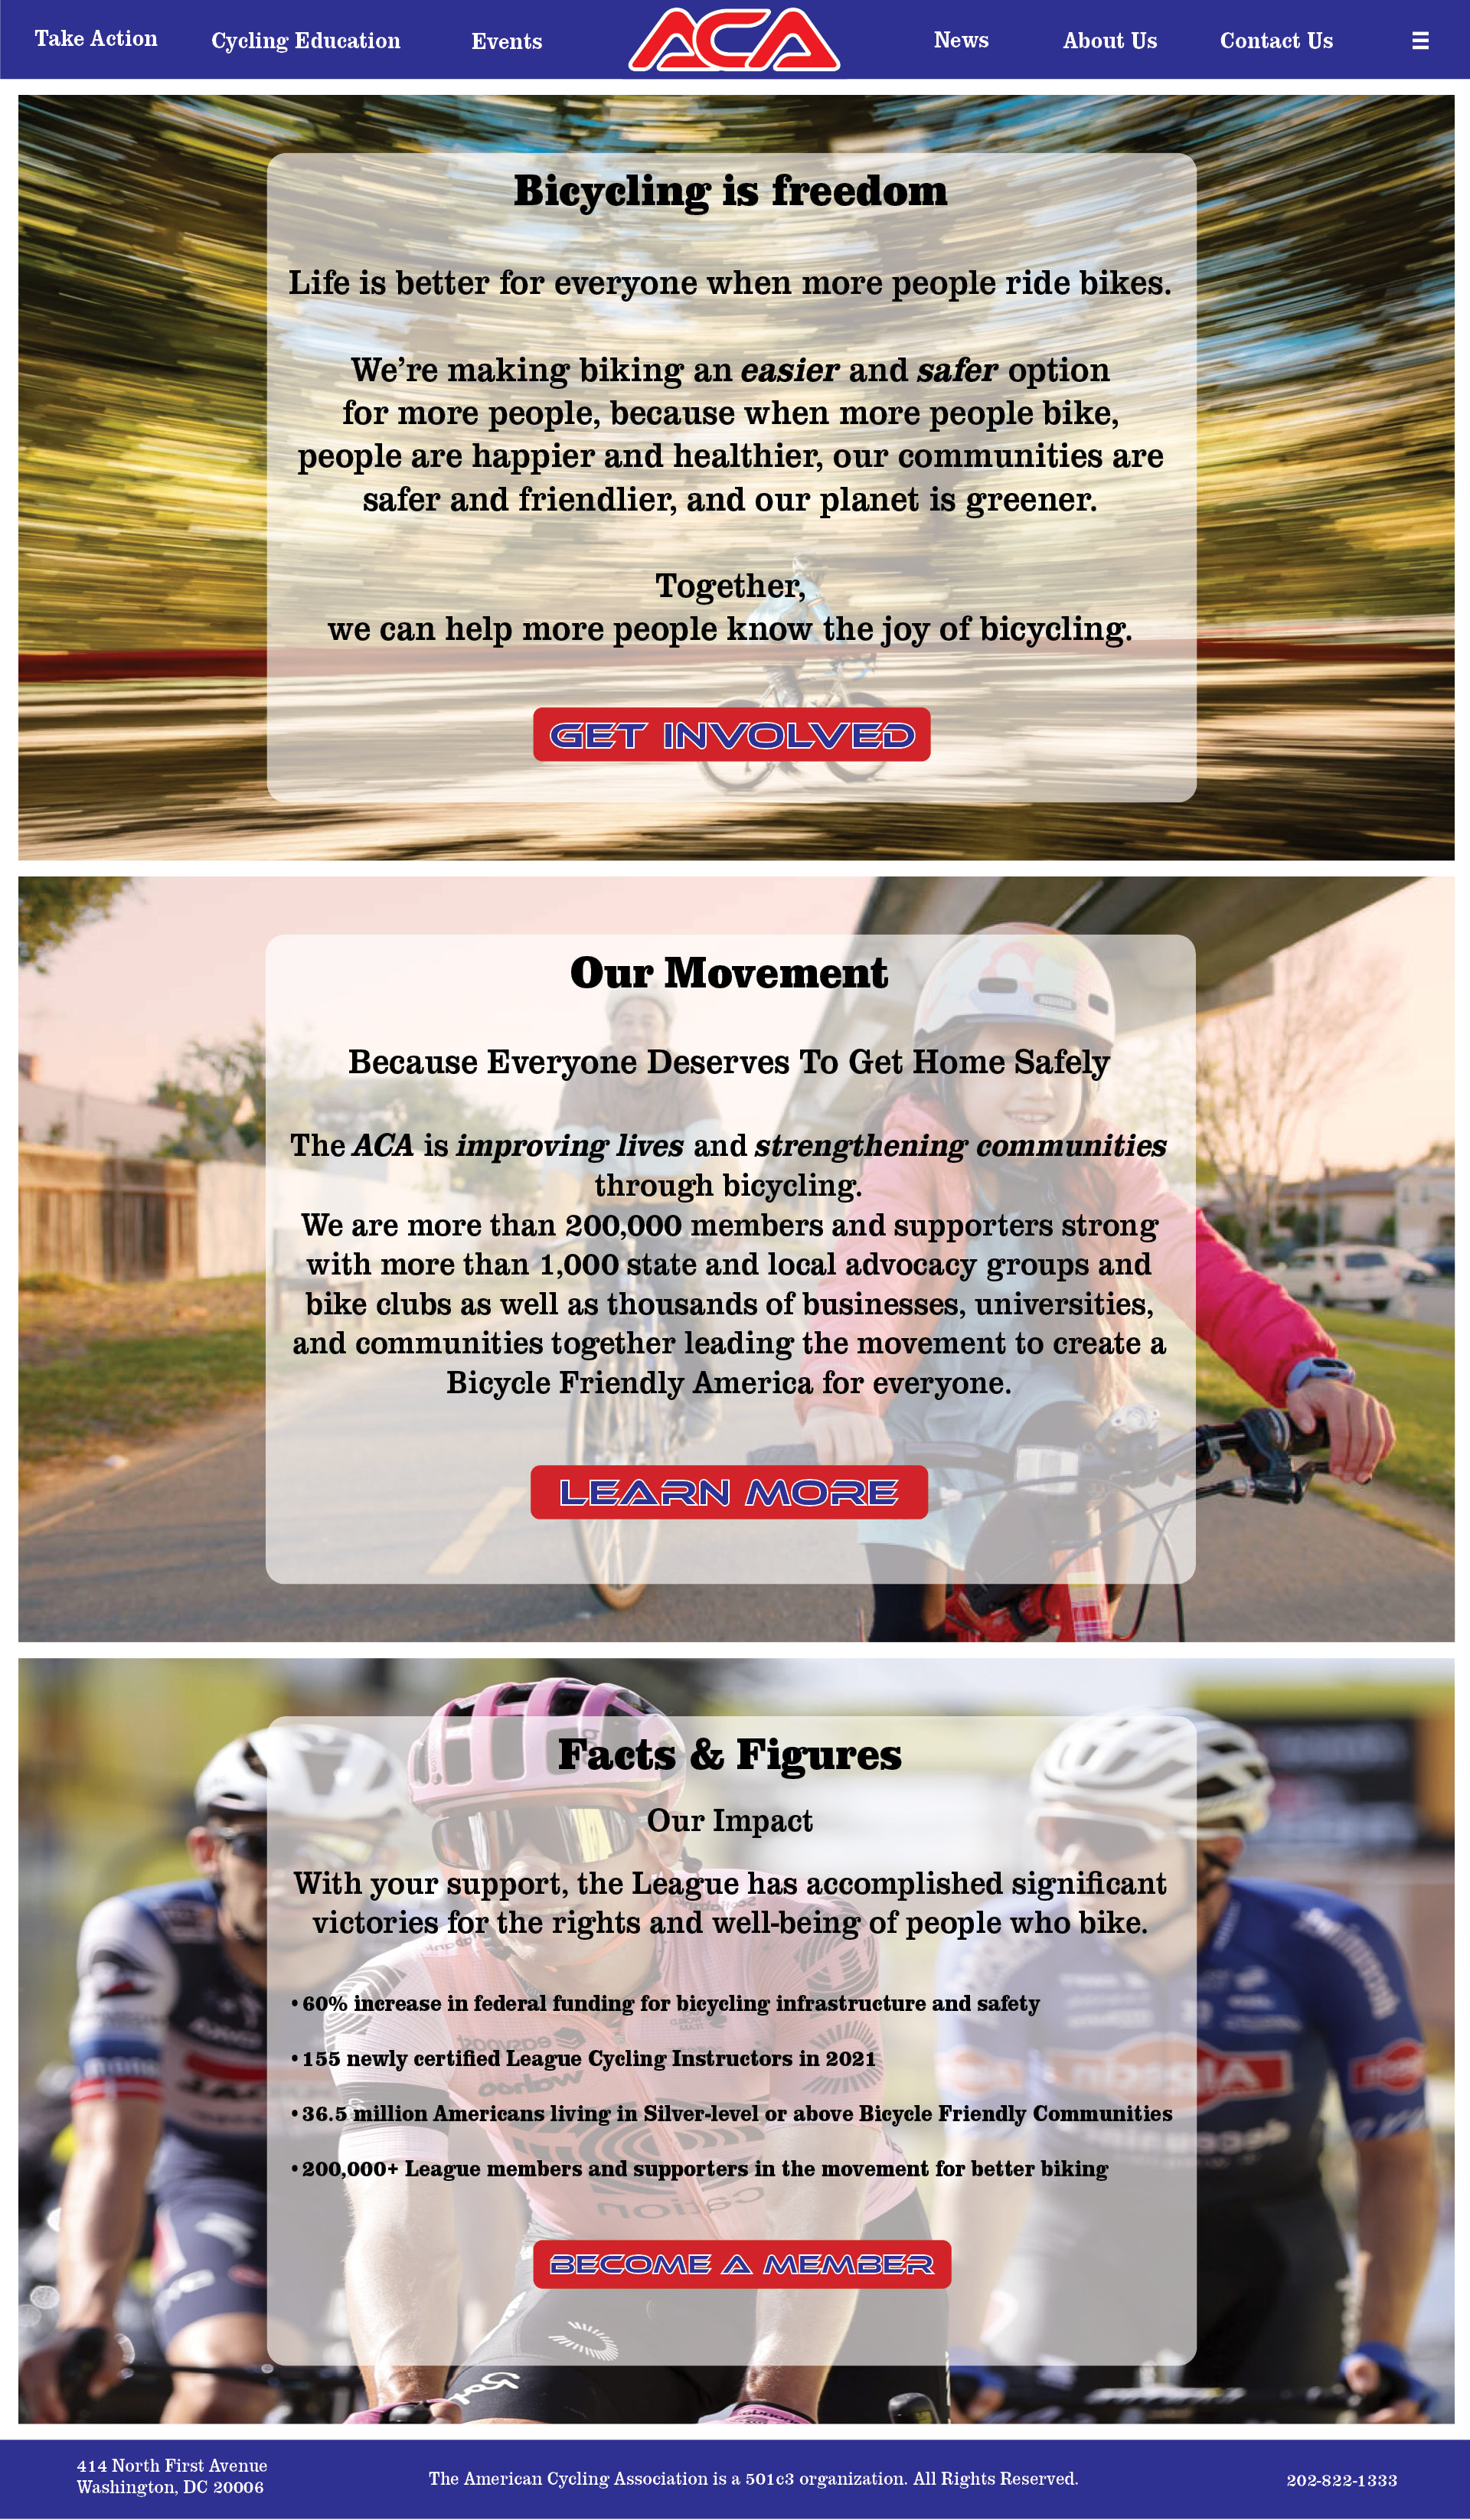 Take Action Cycling Education Events ACA News About Us Contact Us
Bicycling is freedom
Life is better for everyone when more people ride bikes.
We're making biking an easier and safer option
for more people, because when more people bike,
people are happier and healthier, our communities are
safer and friendlier, and our planet is greener.
Together,
we can help more people know the joy of bicycling.
GET INVOLVED
Our Movement
Because Everyone Deserves To Get Home Safely
The ACA is improving lives and strengthening communities
through bicycling.
We are more than 200,000 members and supporters strong
with more than 1,000 state and local advocacy groups and
bike clubs as well as thousands of businesses, universities,
and communities together leading the movement to create a
Bicycle Friendly America for everyone.
LEARN MORE
Facts & Figures
Our Impact
With your support, the League has accomplished significant
victories for the rights and well-being of people who bike.
• 60% increase in federal funding for bicycling infrastructure and safety
• 155 newly certified League Cycling Instructors in 2021
• 36.5 million Americans living in Silver-level or above Bicycle Friendly Communities
• 200,000+ League members and supporters in the movement for better biking
BECOME A MEMBER
414 North First Avenue
Washington, DC 20006
The American Cycling Association is a 501c3 organization. All Rights Reserved.
202-822-1333